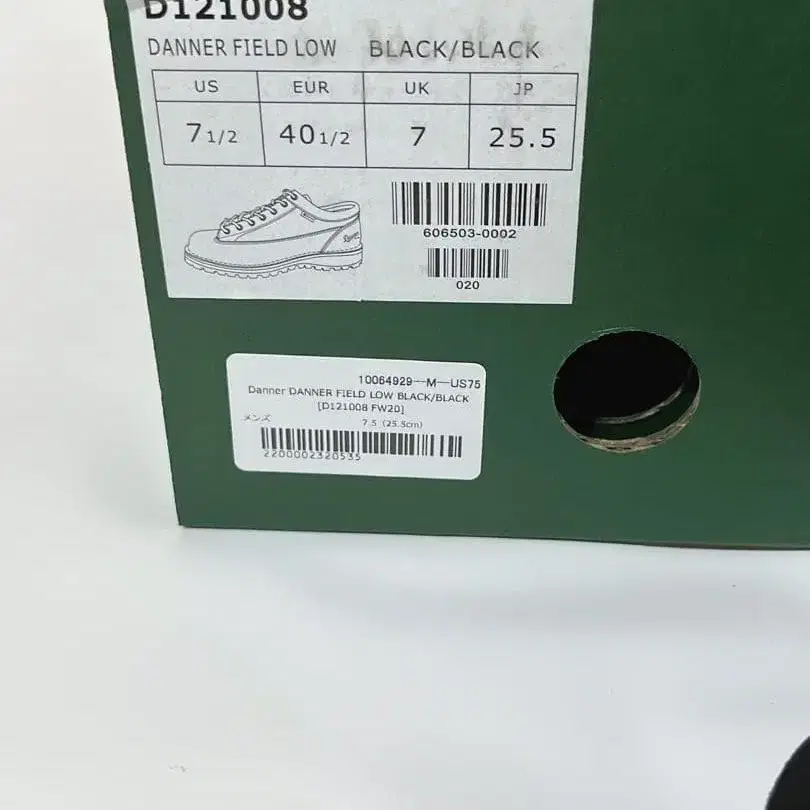 D121008
DANNER FIELD LOW BLACK/BLACK
US EUR UK JP
7 1/2 40 1/2 7 25.5
Danner
606503-0002
020
10064929--M--US75
Danner DANNER FIELD LOW BLACK/BLACK
[D121008 FW20]
メンズ 7.5 (25.5cm)
2200002320535